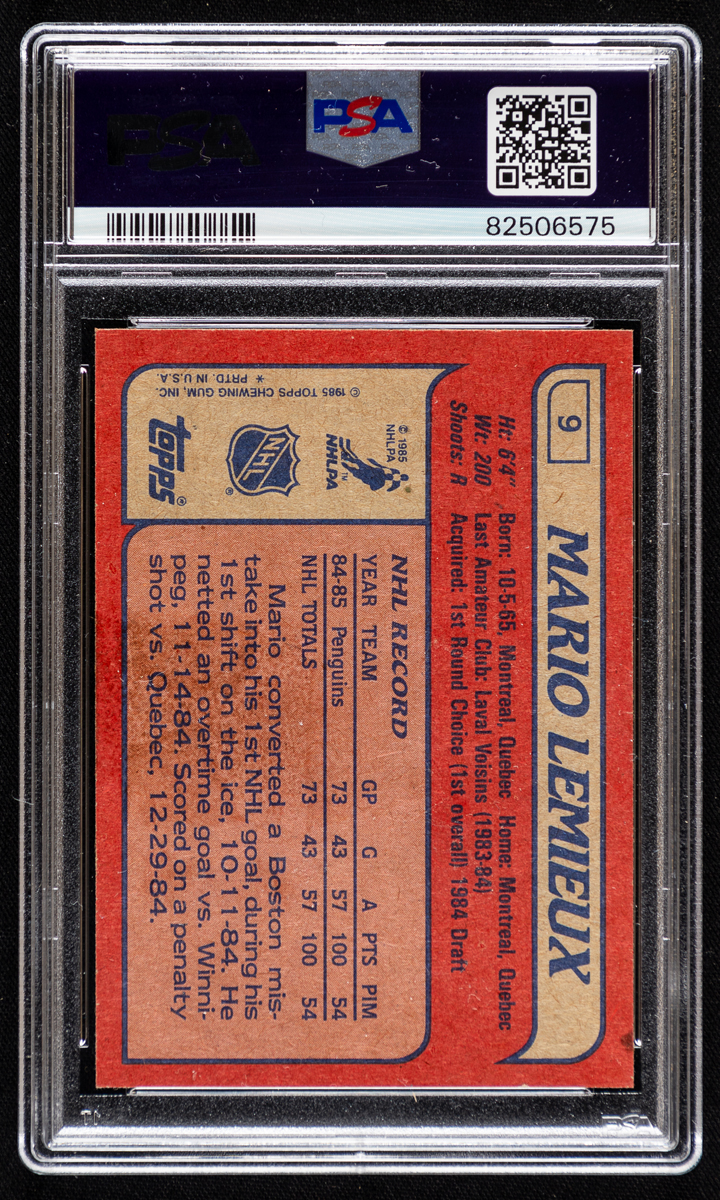 PSA
PSA
82506575
9
MARIO LEMIEUX
Ht: 6'4" Born: 10-5-65, Montreal, Quebec Home: Montreal, Quebec
Wt: 200 Last Amateur Club: Laval Voisins (1983-84)
Shoots: R Acquired: 1st Round Choice (1st overall) 1984 Draft
© 1985
NHLPA
NHLPA™
NHL®
TOPPS®
© 1985 TOPPS CHEWING GUM, INC.
* PRTD. IN U.S.A.
NHL RECORD
YEAR TEAM GP G A PTS PIM
84-85 Penguins 73 43 57 100 54
NHL TOTALS 73 43 57 100 54
Mario converted a Boston mis-
take into his 1st NHL goal, during his
1st shift on the ice, 10-11-84. He
netted an overtime goal vs. Winni-
peg, 11-14-84. Scored on a penalty
shot vs. Quebec, 12-29-84.